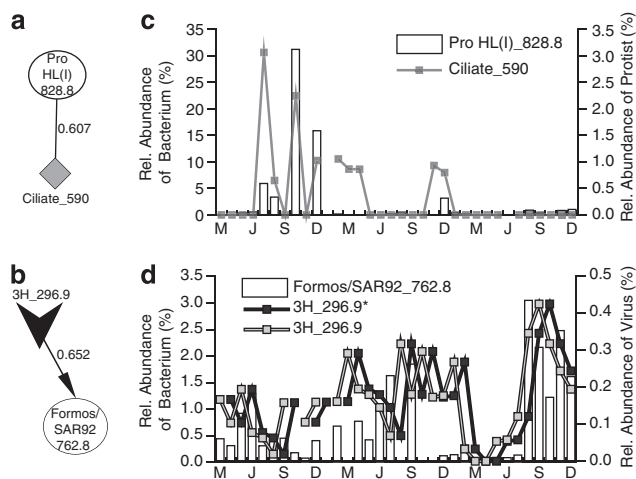 a
Pro
HL(I)
828.8
0.607
Ciliate_590
b
3H_296.9
0.652
Formos/
SAR92
762.8
c
Rel. Abundance
of Bacterium (%)
35
30
25
20
15
10
5
0
Pro HL(I)_828.8
Ciliate_590
3.5
3.0
2.5
2.0
1.5
1.0
0.5
0.0
Rel. Abundance of Protist (%)
M J S D M J S D M J S D
d
Rel. Abundance
of Bacterium (%)
3.5
3.0
2.5
2.0
1.5
1.0
0.5
0.0
Formos/SAR92_762.8
3H_296.9*
3H_296.9
0.5
0.4
0.3
0.2
0.1
0.0
Rel. Abundance of Virus (%)
M J S D M J S D M J S D